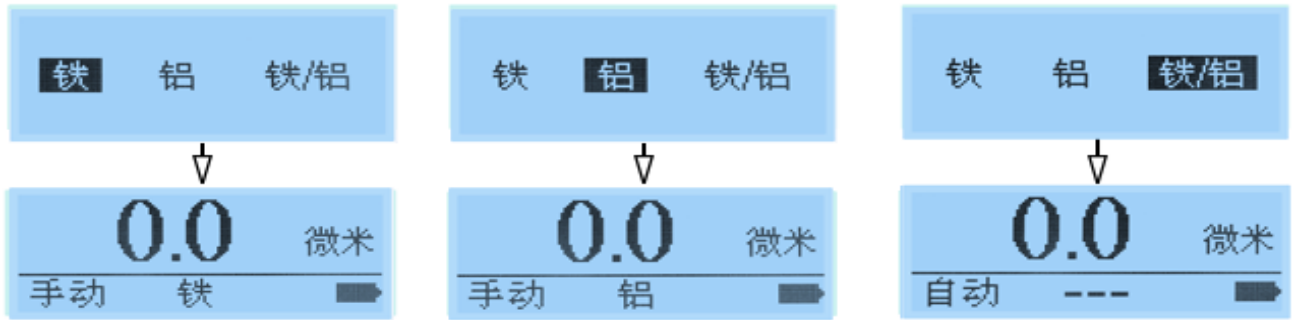 铁 铝 铁/铝
铁 铝 铁/铝
铁 铝 铁/铝
0.0 微米
手动 铁
0.0 微米
手动 铝
0.0 微米
自动 ---